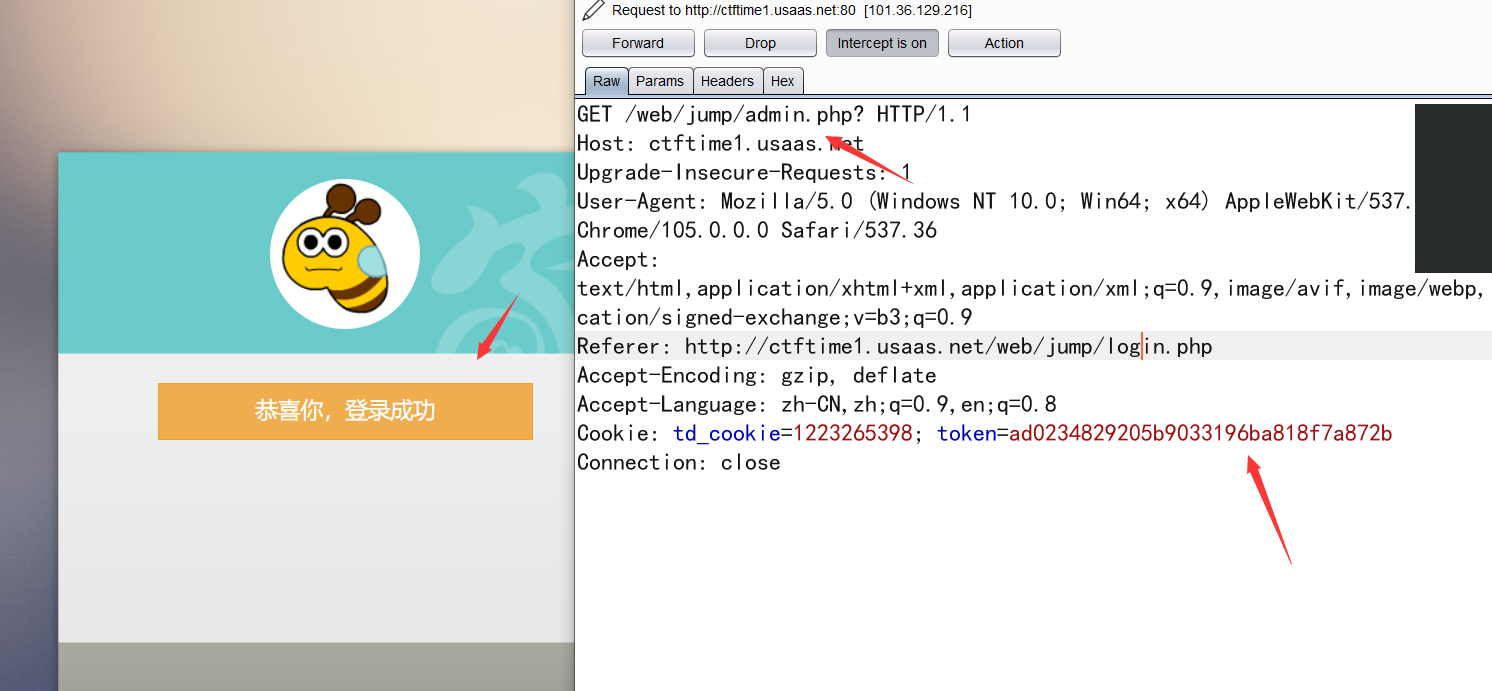 Request to http://ctftime1.usaas.net:80 [101.36.129.216]
Forward Drop Intercept is on Action
Raw Params Headers Hex
GET /web/jump/admin.php? HTTP/1.1
Host: ctftime1.usaas.net
Upgrade-Insecure-Requests: 1
User-Agent: Mozilla/5.0 (Windows NT 10.0; Win64; x64) AppleWebKit/537.
Chrome/105.0.0.0 Safari/537.36
Accept:
text/html,application/xhtml+xml,application/xml;q=0.9,image/avif,image/webp,
cation/signed-exchange;v=b3;q=0.9
Referer: http://ctftime1.usaas.net/web/jump/login.php
Accept-Encoding: gzip, deflate
Accept-Language: zh-CN,zh;q=0.9,en;q=0.8
Cookie: td_cookie=1223265398; token=ad0234829205b9033196ba818f7a872b
Connection: close
恭喜你，登录成功